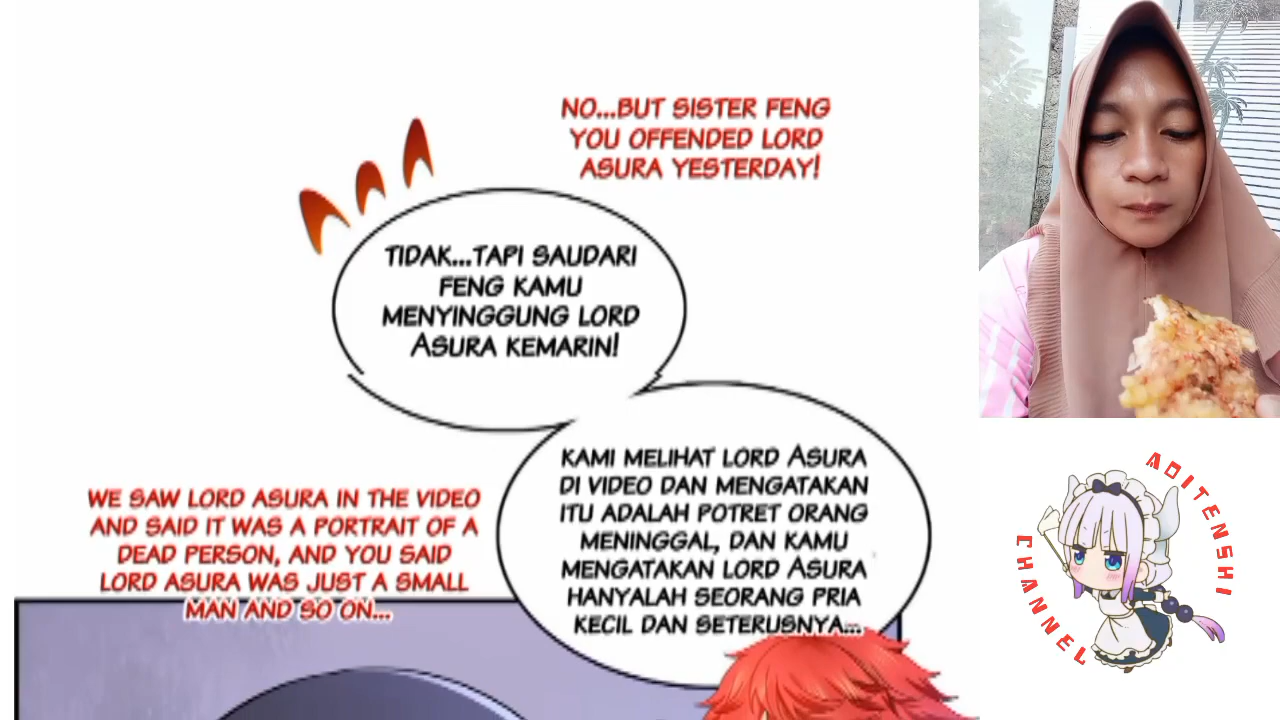 NO...BUT SISTER FENG
YOU OFFENDED LORD
ASURA YESTERDAY!
TIDAK...TAPI SAUDARI
FENG KAMU
MENYINGGUNG LORD
ASURA KEMARIN!
KAMI MELIHAT LORD ASURA
DI VIDEO DAN MENGATAKAN
ITU ADALAH POTRET ORANG
MENINGGAL, DAN KAMU
MENGATAKAN LORD ASURA
HANYALAH SEORANG PRIA
KECIL DAN SETERUSNYA...
WE SAW LORD ASURA IN THE VIDEO
AND SAID IT WAS A PORTRAIT OF A
DEAD PERSON, AND YOU SAID
LORD ASURA WAS JUST A SMALL
MAN AND SO ON...
ADITENSHI
CHANNEL